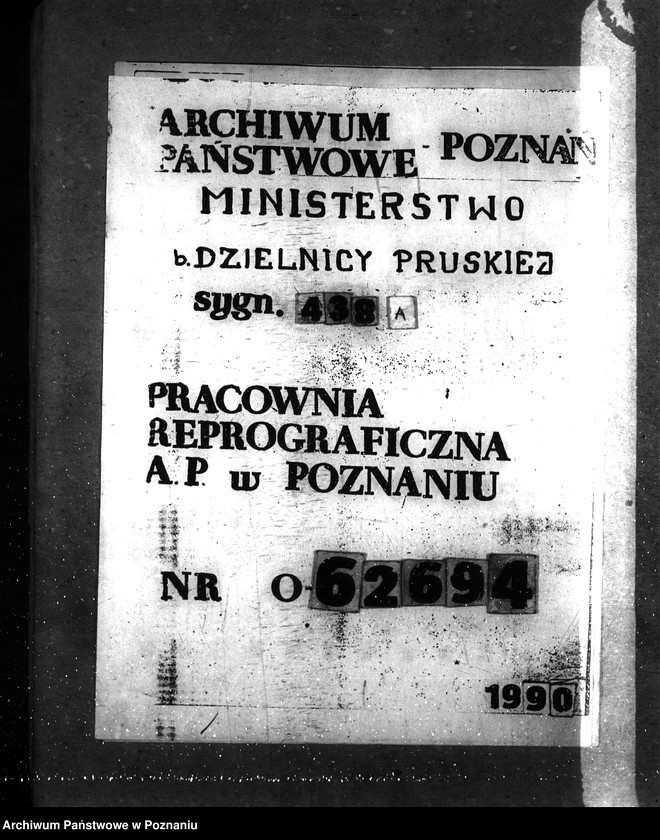 ARCHIWUM
PAŃSTWOWE - POZNAŃ
MINISTERSTWO
b. DZIELNICY PRUSKIEJ
sygn. 438 A
PRACOWNIA
REPROGRAFICZNA
A.P. w POZNANIU
NR O-62694
1990
Archiwum Państwowe w Poznaniu